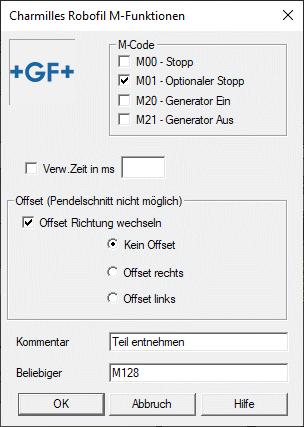 Charmilles Robofil M-Funktionen
+GF+
M-Code
M00 - Stopp
M01 - Optionaler Stopp
M20 - Generator Ein
M21 - Generator Aus
Verw.Zeit in ms
Offset (Pendelschnitt nicht möglich)
Offset Richtung wechseln
Kein Offset
Offset rechts
Offset links
Kommentar Teil entnehmen
Beliebiger M128
OK Abbruch Hilfe